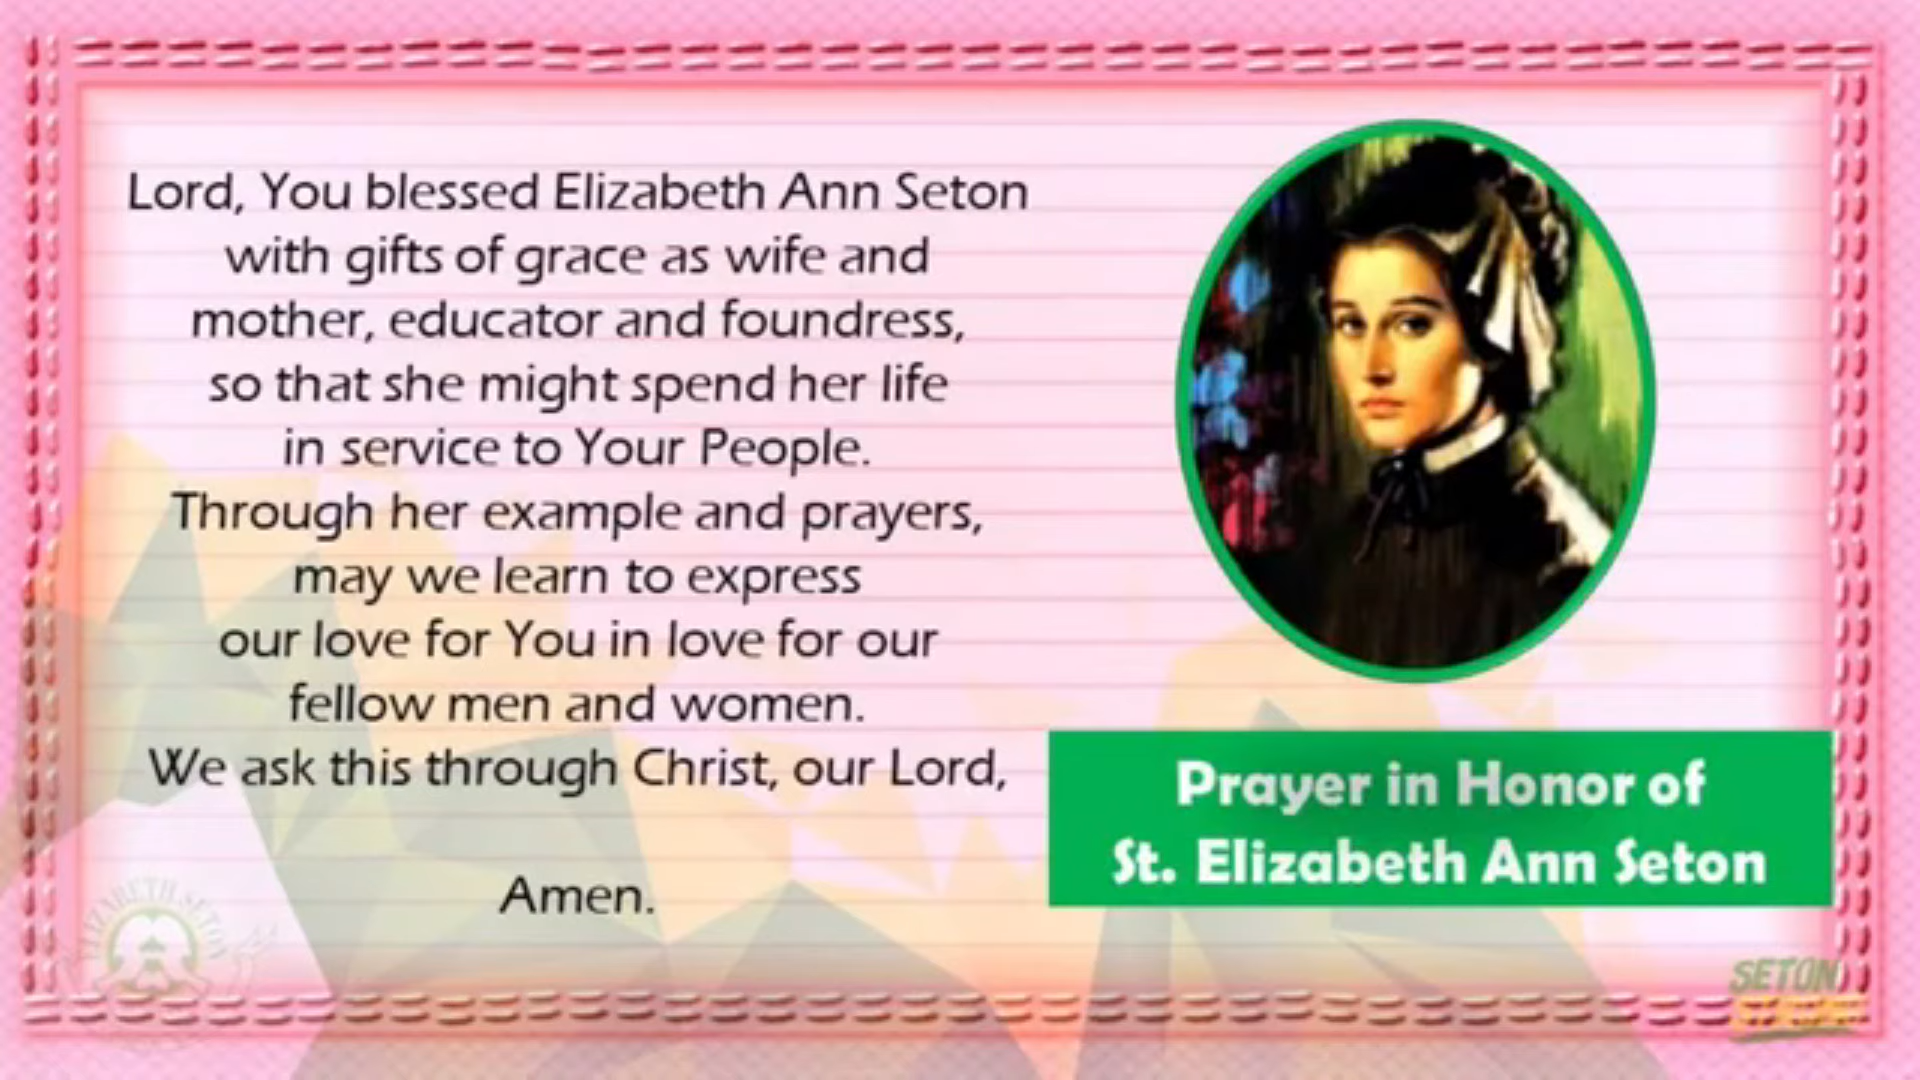 Lord, You blessed Elizabeth Ann Seton
with gifts of grace as wife and
mother, educator and foundress,
so that she might spend her life
in service to Your People.
Through her example and prayers,
may we learn to express
our love for You in love for our
fellow men and women.
We ask this through Christ, our Lord,
Amen.
Prayer in Honor of
St. Elizabeth Ann Seton
ELIZABETH SETON
SETON